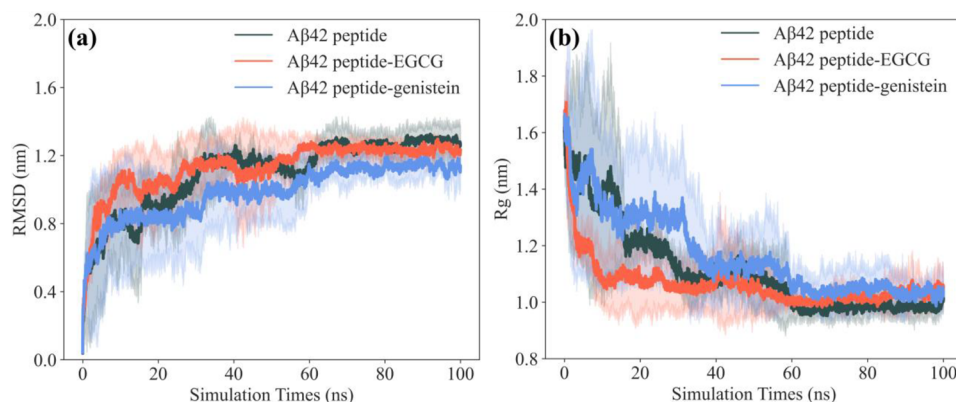 (a)
Aβ42 peptide
Aβ42 peptide-EGCG
Aβ42 peptide-genistein
RMSD (nm)
2.0
1.6
1.2
0.8
0.4
0.0
0 20 40 60 80 100
Simulation Times (ns)
(b)
Aβ42 peptide
Aβ42 peptide-EGCG
Aβ42 peptide-genistein
Rg (nm)
2.0
1.8
1.6
1.4
1.2
1.0
0.8
0 20 40 60 80 100
Simulation Times (ns)